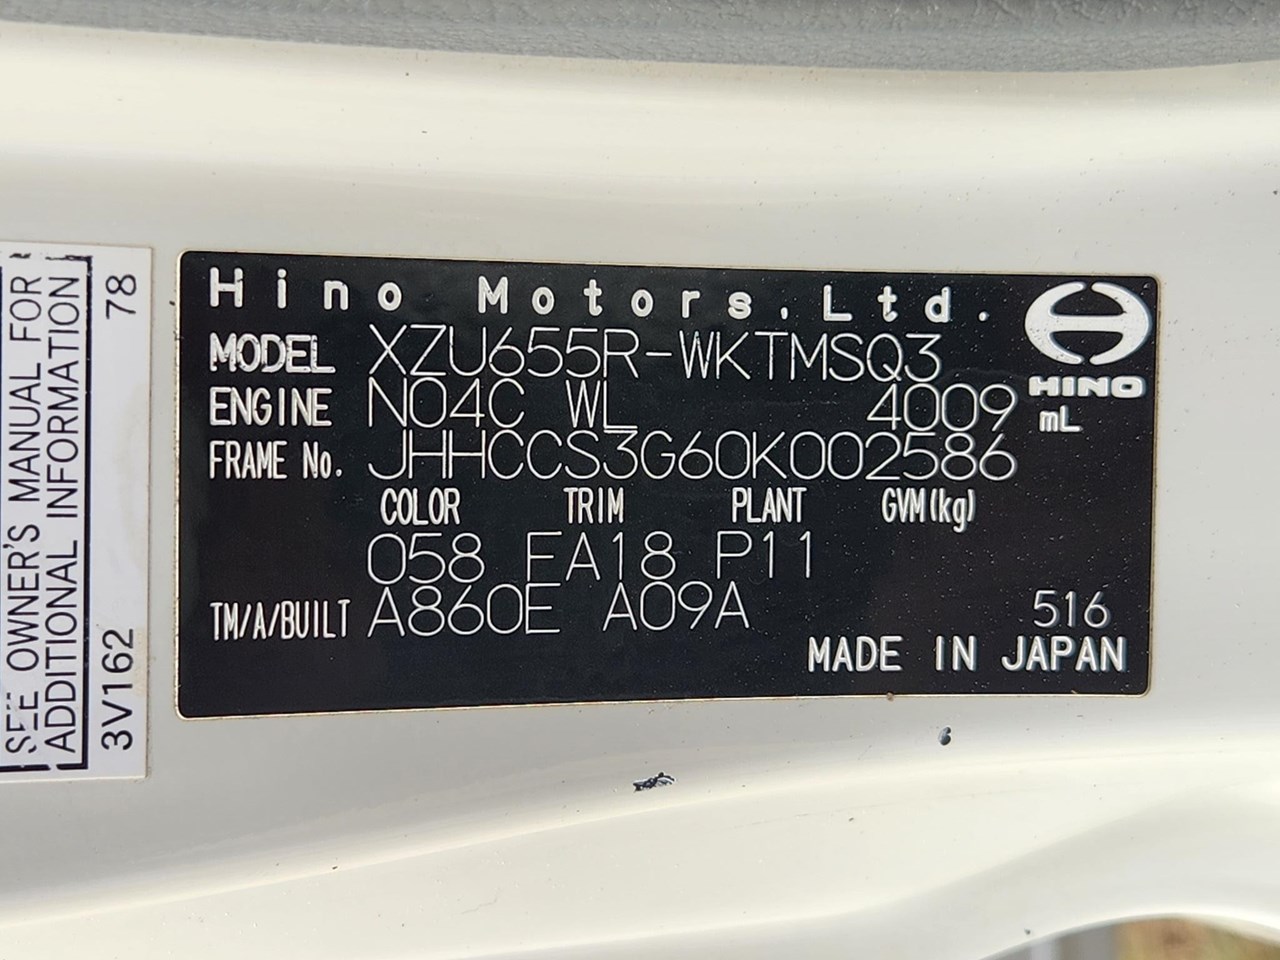 Hino Motors, Ltd.
HINO
MODEL XZU655R-WKTMSQ3
ENGINE N04C WL 4009 mL
FRAME No. JHHCCS3G60K002586
COLOR TRIM PLANT GVM(kg)
058 EA18 P11
TM/A/BUILT A860E A09A 516
MADE IN JAPAN
SEE OWNER'S MANUAL FOR
ADDITIONAL INFORMATION
3V162 78